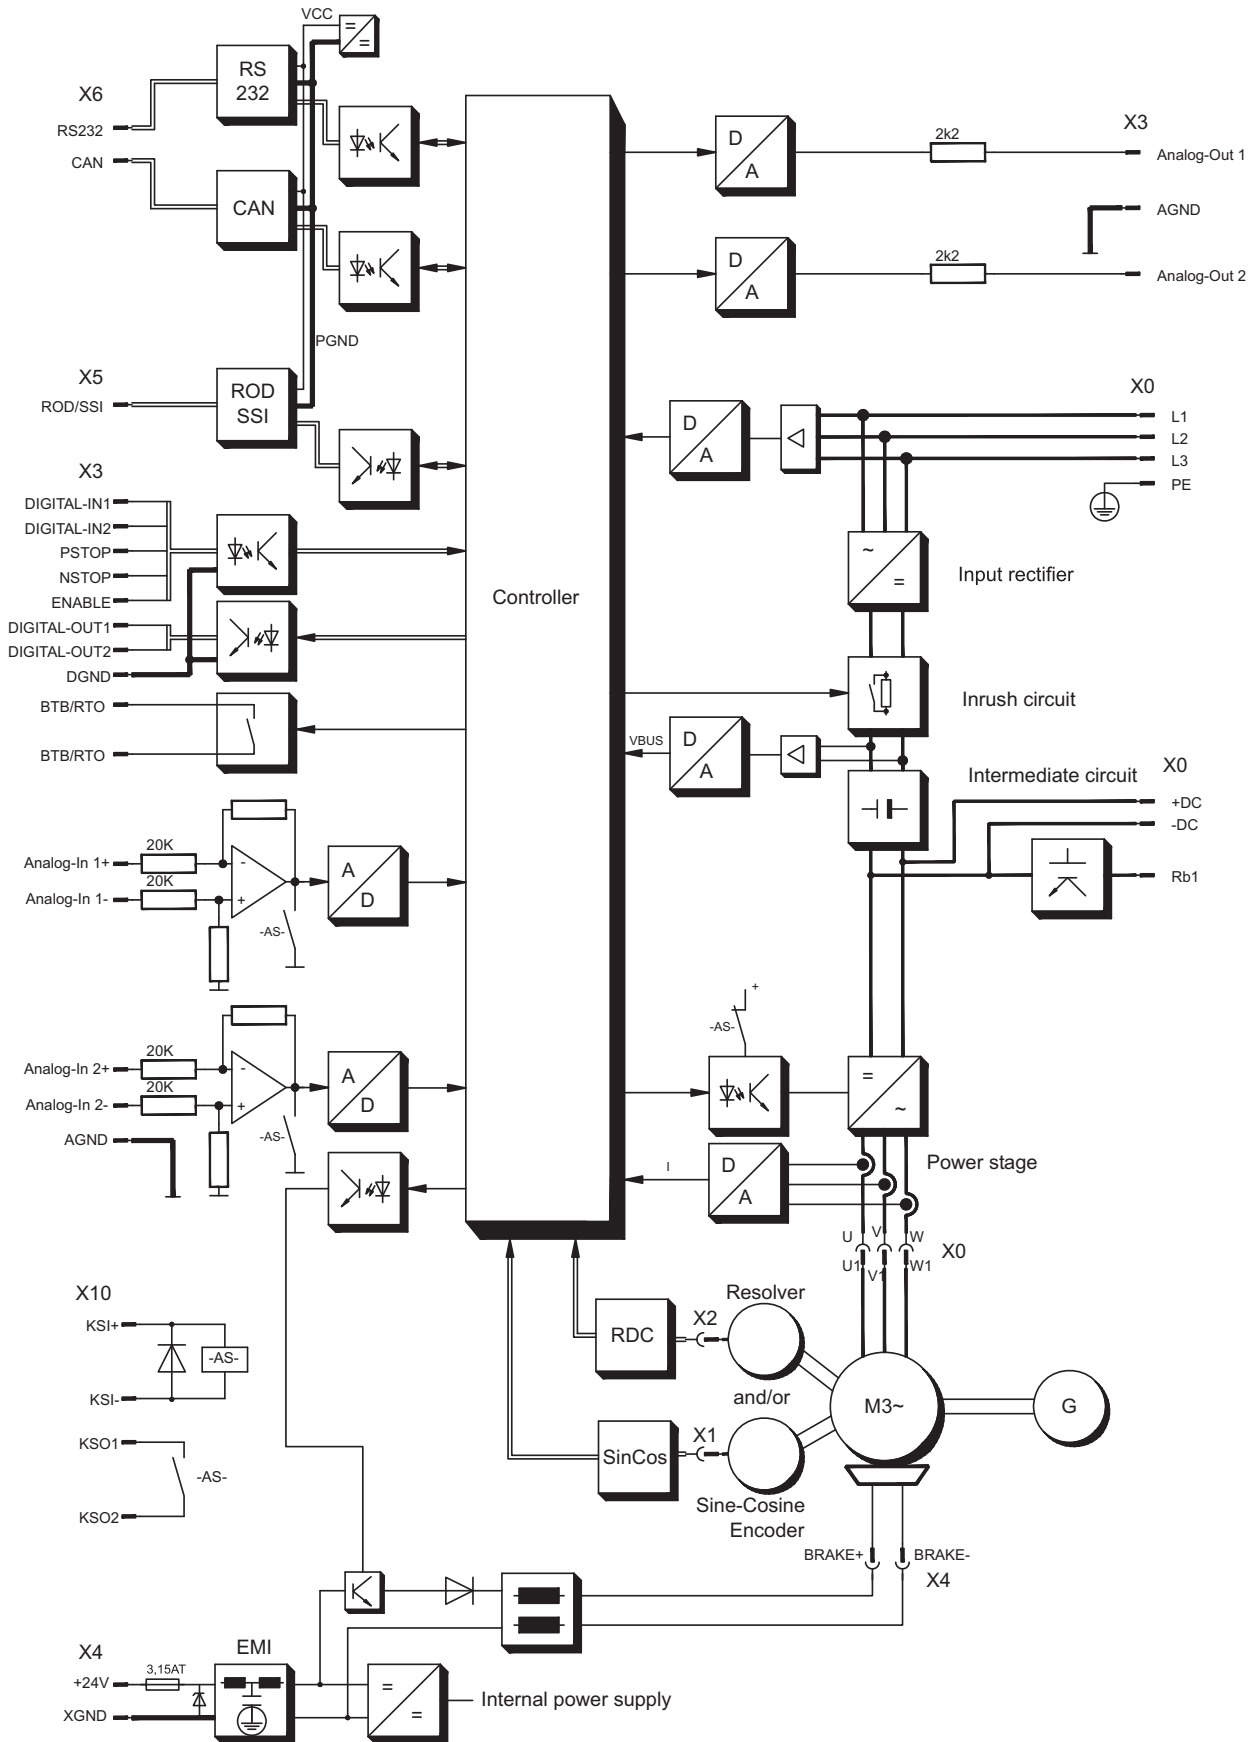 VCC
RS
232
X6
RS232
CAN
CAN
PGND
X5
ROD/SSI
ROD
SSI
X3
DIGITAL-IN1
DIGITAL-IN2
PSTOP
NSTOP
ENABLE
DIGITAL-OUT1
DIGITAL-OUT2
DGND
BTB/RTO
BTB/RTO
20K
Analog-In 1+
20K
Analog-In 1-
-
+
-AS-
A
D
20K
Analog-In 2+
20K
Analog-In 2-
-
+
-AS-
A
D
AGND
Controller
D
A
2k2
X3
Analog-Out 1
AGND
D
A
2k2
Analog-Out 2
X0
L1
L2
L3
PE
D
A
~
=
Input rectifier
Inrush circuit
VBUS
D
A
Intermediate circuit
X0
+DC
-DC
Rb1
+
-AS-
=
~
Power stage
I
D
A
U
V
W
X0
U1
V1
W1
X10
KSI+
-AS-
KSI-
KSO1
-AS-
KSO2
RDC
X2
Resolver
and/or
M3~
G
SinCos
X1
Sine-Cosine
Encoder
BRAKE+
BRAKE-
X4
X4
EMI
+24V
3,15AT
XGND
=
=
Internal power supply
=
=